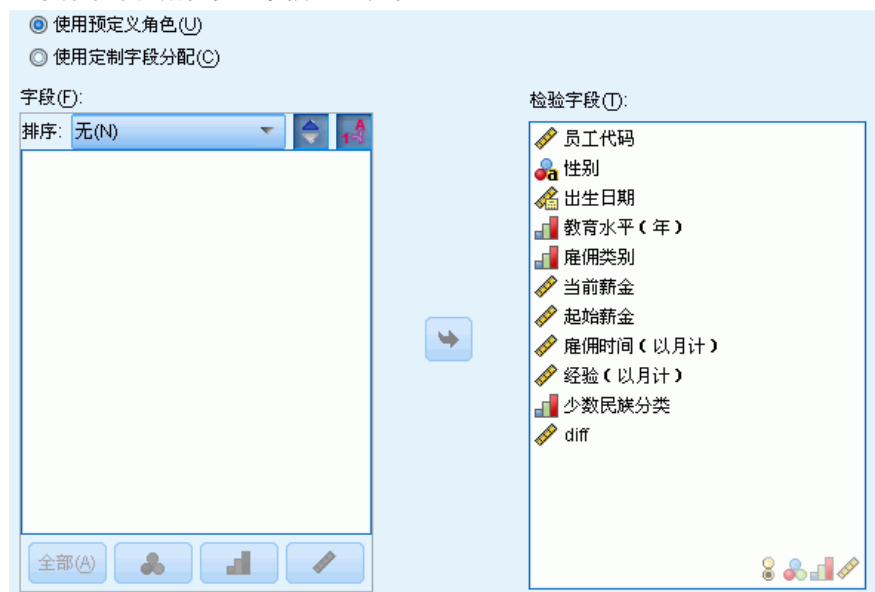 使用预定义角色(U)
使用定制字段分配(C)
字段(F):
排序: 无(N)
全部(A)
检验字段(T):
员工代码
性别
出生日期
教育水平(年)
雇佣类别
当前薪金
起始薪金
雇佣时间(以月计)
经验(以月计)
少数民族分类
diff